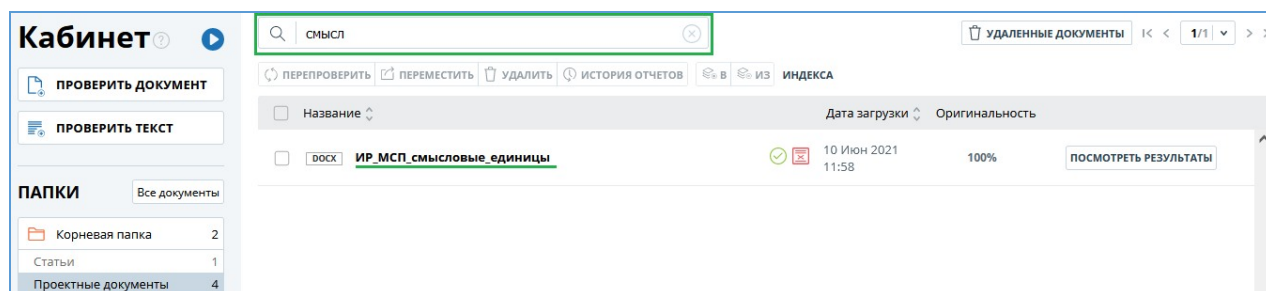 Кабинет ?
смысл
УДАЛЕННЫЕ ДОКУМЕНТЫ 1/1
ПРОВЕРИТЬ ДОКУМЕНТ
ПРОВЕРИТЬ ТЕКСТ
ПЕРЕПРОВЕРИТЬ ПЕРЕМЕСТИТЬ УДАЛИТЬ ИСТОРИЯ ОТЧЕТОВ В ИЗ ИНДЕКСА
Название Дата загрузки Оригинальность
DOCX ИР_МСП_смысловые_единицы 10 Июн 2021 11:58 100% ПОСМОТРЕТЬ РЕЗУЛЬТАТЫ
ПАПКИ Все документы
Корневая папка 2
Статьи 1
Проектные документы 4